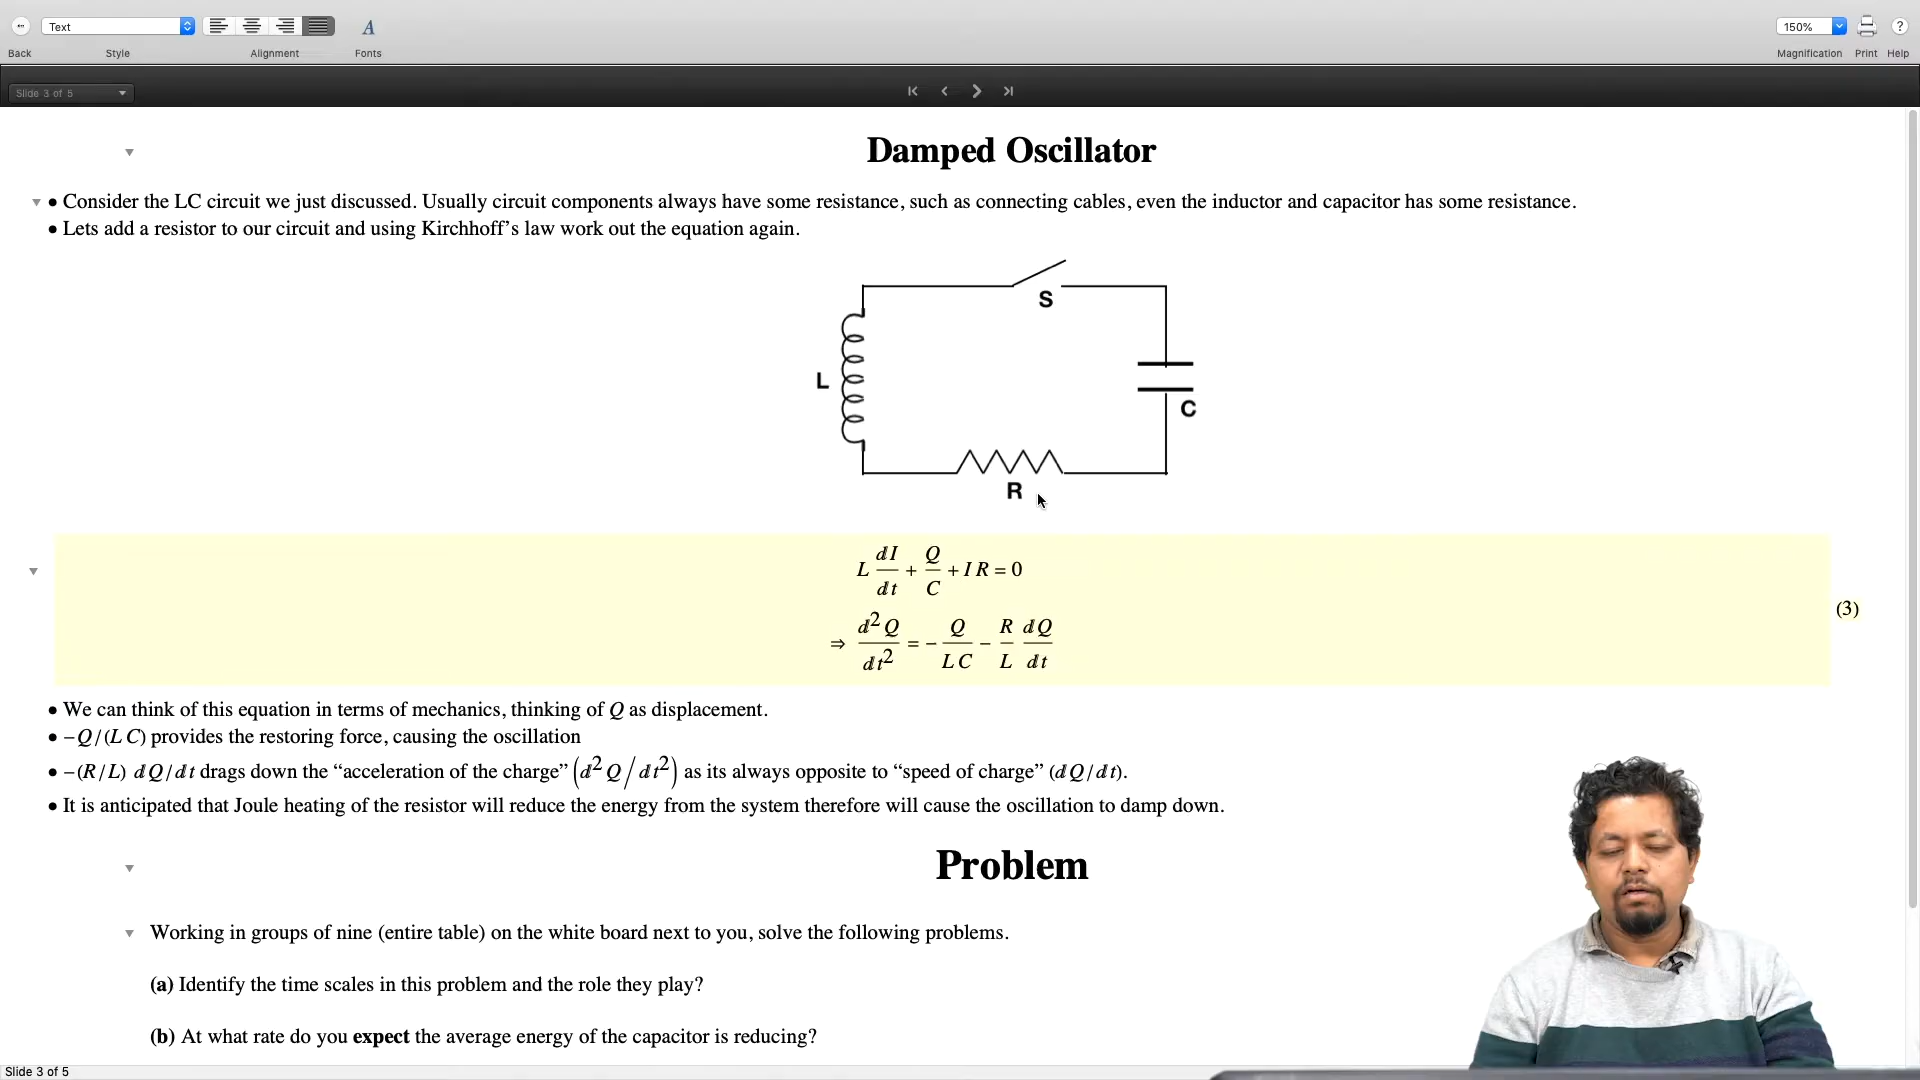 Text
150%
Back
Style
Alignment
Fonts
Magnification
Print
Help
Slide 3 of 5
Damped Oscillator
• Consider the LC circuit we just discussed. Usually circuit components always have some resistance, such as connecting cables, even the inductor and capacitor has some resistance.
• Lets add a resistor to our circuit and using Kirchhoff's law work out the equation again.
S
L
C
R
L dI/dt + Q/C + I R = 0
(3)
⇒ d²Q/dt² = − Q/LC − R/L dQ/dt
• We can think of this equation in terms of mechanics, thinking of Q as displacement.
• −Q/(L C) provides the restoring force, causing the oscillation
• −(R/L) dQ/dt drags down the “acceleration of the charge” (d²Q/dt²) as its always opposite to “speed of charge” (dQ/dt).
• It is anticipated that Joule heating of the resistor will reduce the energy from the system therefore will cause the oscillation to damp down.
Problem
Working in groups of nine (entire table) on the white board next to you, solve the following problems.
(a) Identify the time scales in this problem and the role they play?
(b) At what rate do you expect the average energy of the capacitor is reducing?
Slide 3 of 5